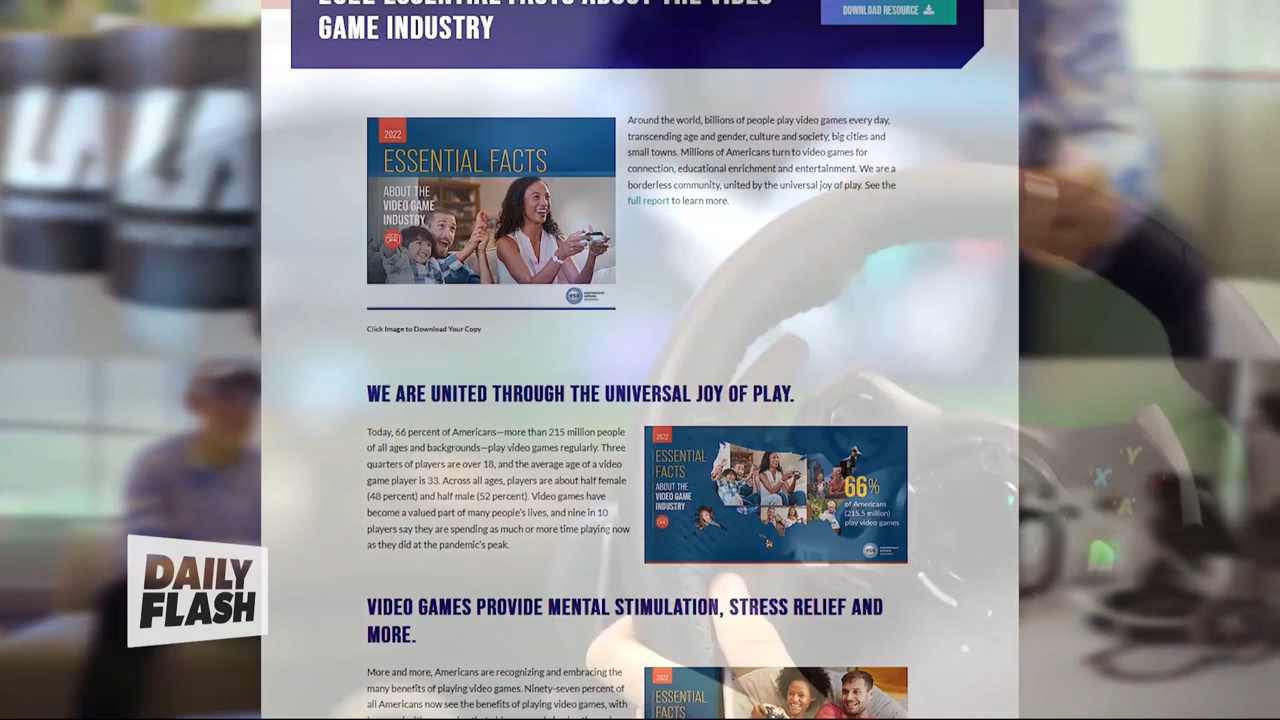 2022 ESSENTIAL FACTS ABOUT THE VIDEO
GAME INDUSTRY
DOWNLOAD RESOURCE
2022
ESSENTIAL FACTS
ABOUT THE
VIDEO GAME
INDUSTRY
esa
Click Image to Download Your Copy
Around the world, billions of people play video games every day,
transcending age and gender, culture and society, big cities and
small towns. Millions of Americans turn to video games for
connection, educational enrichment and entertainment. We are a
borderless community, united by the universal joy of play. See the
full report to learn more.
WE ARE UNITED THROUGH THE UNIVERSAL JOY OF PLAY.
Today, 66 percent of Americans—more than 215 million people
of all ages and backgrounds—play video games regularly. Three
quarters of players are over 18, and the average age of a video
game player is 33. Across all ages, players are about half female
(48 percent) and half male (52 percent). Video games have
become a valued part of many people's lives, and nine in 10
players say they are spending as much or more time playing now
as they did at the pandemic's peak.
2022
ESSENTIAL
FACTS
ABOUT THE
VIDEO GAME
INDUSTRY
66%
of Americans
(215.5 million)
play video games
esa
X
Y
A
DAILY
FLASH
VIDEO GAMES PROVIDE MENTAL STIMULATION, STRESS RELIEF AND
MORE.
More and more, Americans are recognizing and embracing the
many benefits of playing video games. Ninety-seven percent of
all Americans now see the benefits of playing video games, with
2022
ESSENTIAL
FACTS